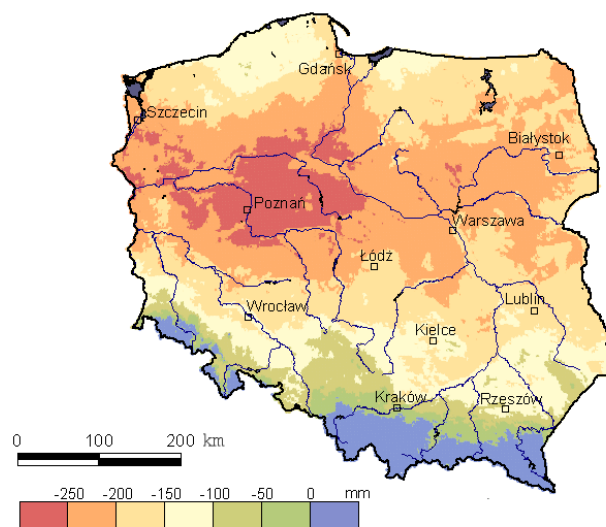 Gdańsk
Szczecin
Białystok
Poznań
Warszawa
Łódź
Wrocław
Lublin
Kielce
Kraków
Rzeszów
0 100 200 km
-250 -200 -150 -100 -50 0 mm